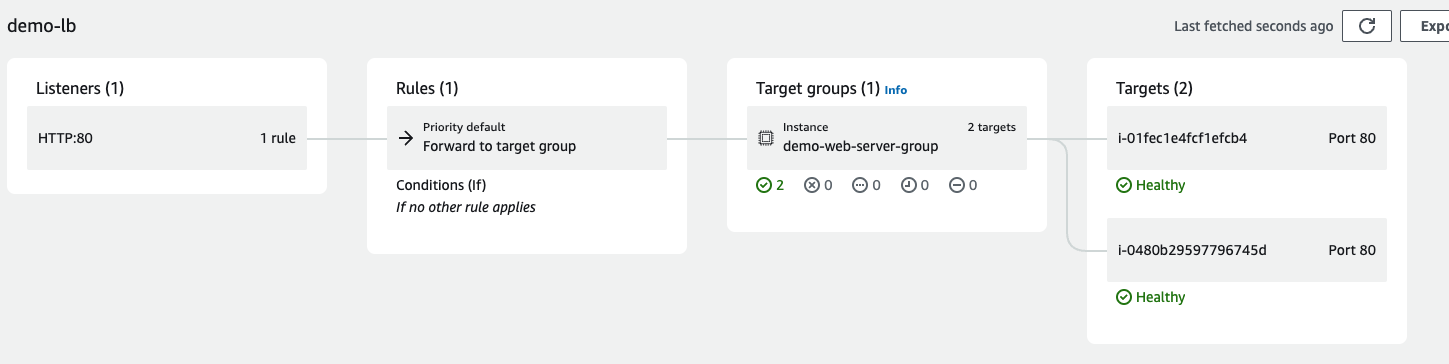 demo-lb
Last fetched seconds ago
Expo
Listeners (1)
HTTP:80 1 rule
Rules (1)
Priority default
Forward to target group
Conditions (If)
If no other rule applies
Target groups (1) Info
Instance 2 targets
demo-web-server-group
2 0 0 0 0
Targets (2)
i-01fec1e4fcf1efcb4 Port 80
Healthy
i-0480b29597796745d Port 80
Healthy